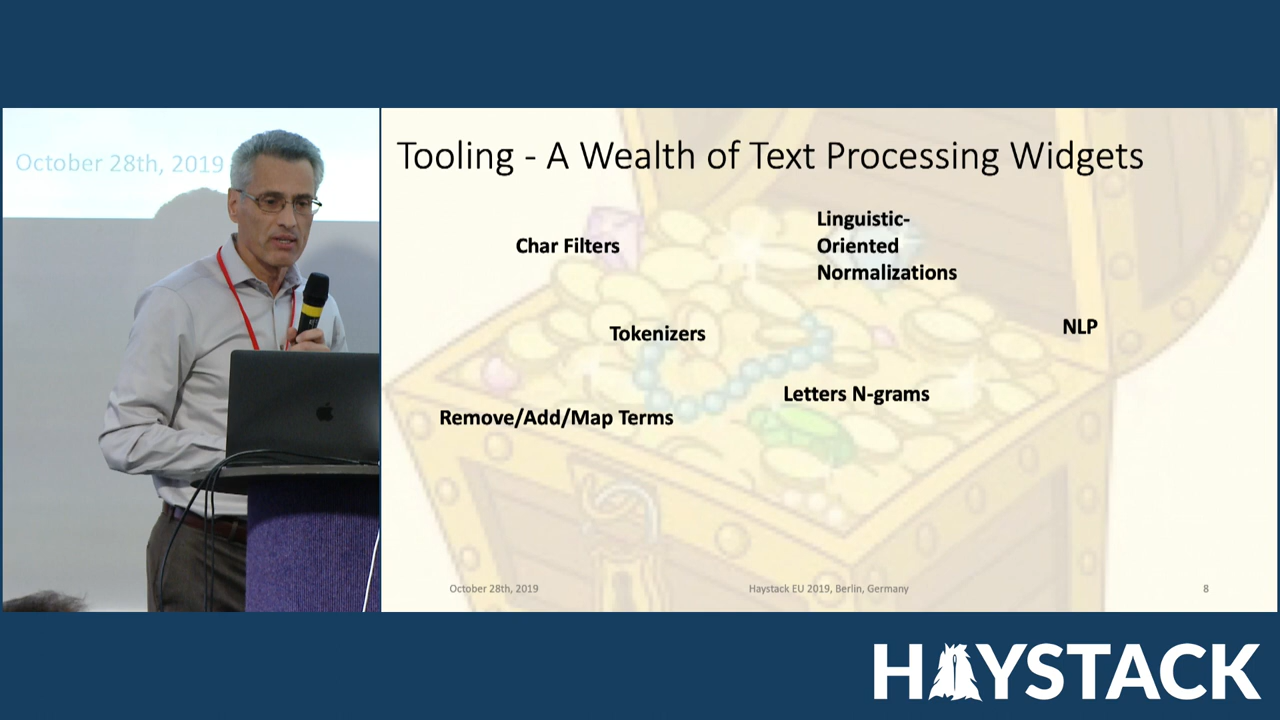 October 28th, 2019
Tooling - A Wealth of Text Processing Widgets
Char Filters
Linguistic-
Oriented
Normalizations
Tokenizers
NLP
Letters N-grams
Remove/Add/Map Terms
October 28th, 2019
Haystack EU 2019, Berlin, Germany
8
HAYSTACK